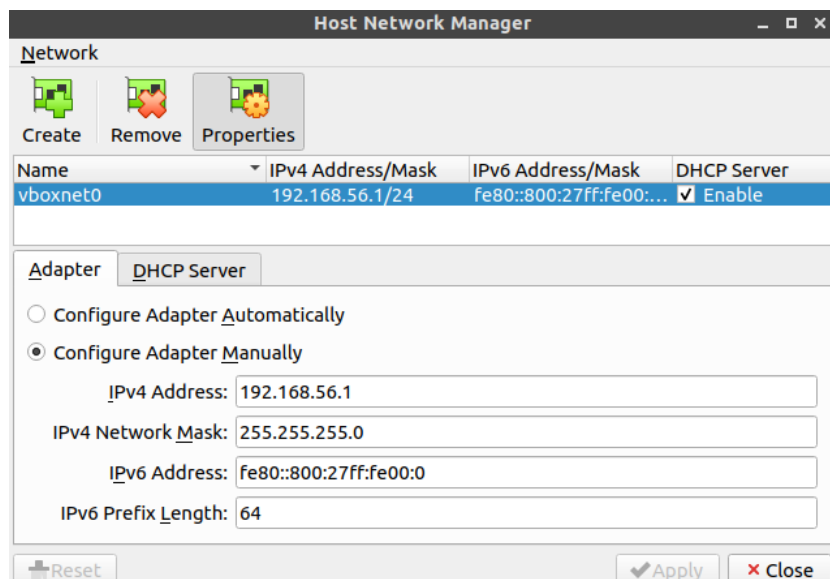 Host Network Manager
Network
Create Remove Properties
Name IPv4 Address/Mask IPv6 Address/Mask DHCP Server
vboxnet0 192.168.56.1/24 fe80::800:27ff:fe00:... Enable
Adapter DHCP Server
Configure Adapter Automatically
Configure Adapter Manually
IPv4 Address: 192.168.56.1
IPv4 Network Mask: 255.255.255.0
IPv6 Address: fe80::800:27ff:fe00:0
IPv6 Prefix Length: 64
Reset Apply Close